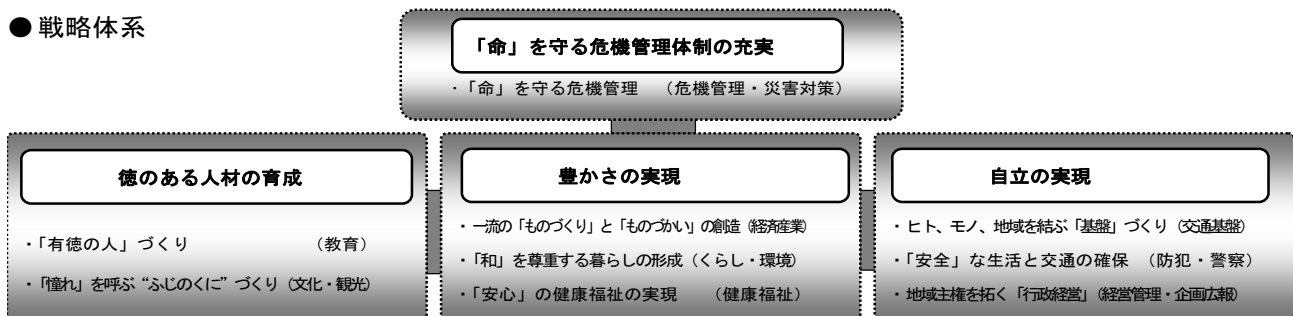 ● 戦略体系
「命」を守る危機管理体制の充実
・「命」を守る危機管理 (危機管理・災害対策)
徳のある人材の育成
・「有徳の人」づくり (教育)
・「憧れ」を呼ぶ“ふじのくに”づくり (文化・観光)
豊かさの実現
・一流の「ものづくり」と「ものづかい」の創造 (経済産業)
・「和」を尊重する暮らしの形成 (くらし・環境)
・「安心」の健康福祉の実現 (健康福祉)
自立の実現
・ヒト、モノ、地域を結ぶ「基盤」づくり (交通基盤)
・「安全」な生活と交通の確保 (防犯・警察)
・地域主権を拓く「行政経営」 (経営管理・企画広報)